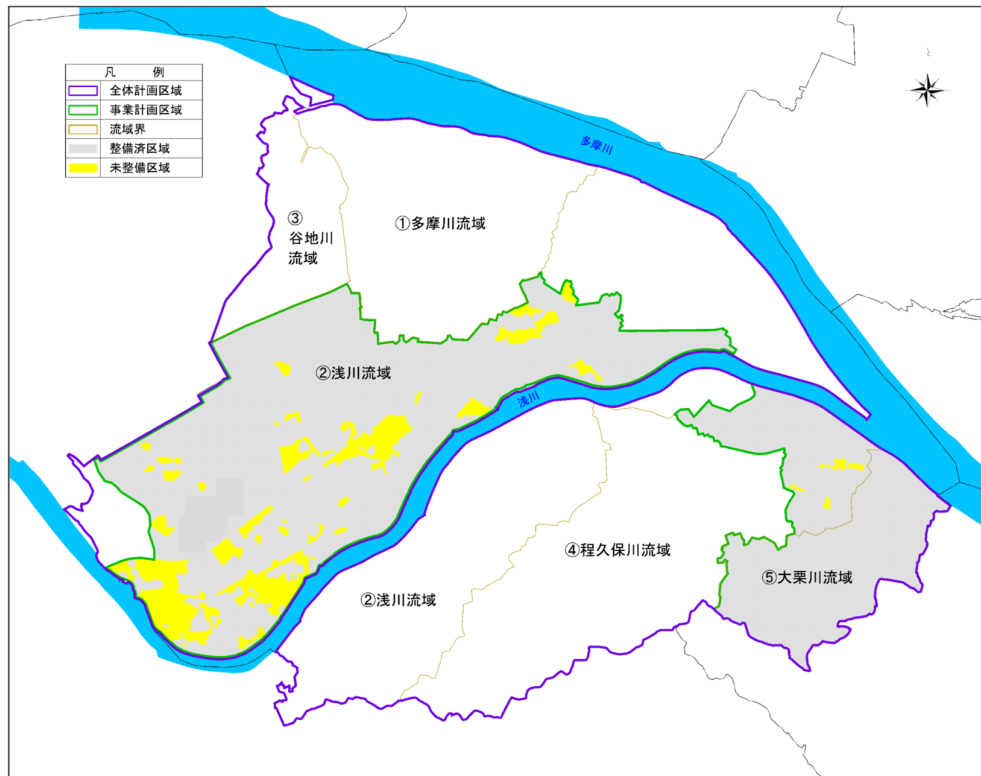 凡 例
全体計画区域
事業計画区域
流域界
整備済区域
未整備区域
多摩川
③
谷地川
流域
①多摩川流域
②浅川流域
浅川
④程久保川流域
②浅川流域
⑤大栗川流域